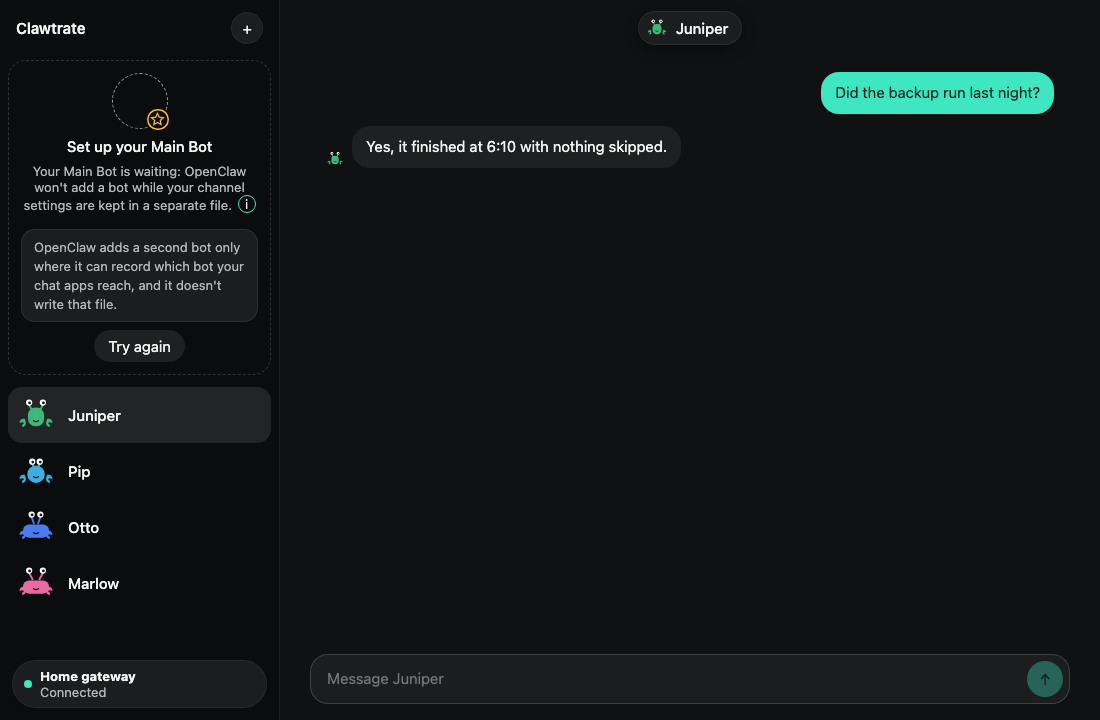 Clawtrate
+
Set up your Main Bot
Your Main Bot is waiting: OpenClaw
won't add a bot while your channel
settings are kept in a separate file. i
OpenClaw adds a second bot only
where it can record which bot your
chat apps reach, and it doesn't
write that file.
Try again
Juniper
Pip
Otto
Marlow
Home gateway
Connected
Juniper
Did the backup run last night?
Yes, it finished at 6:10 with nothing skipped.
Message Juniper